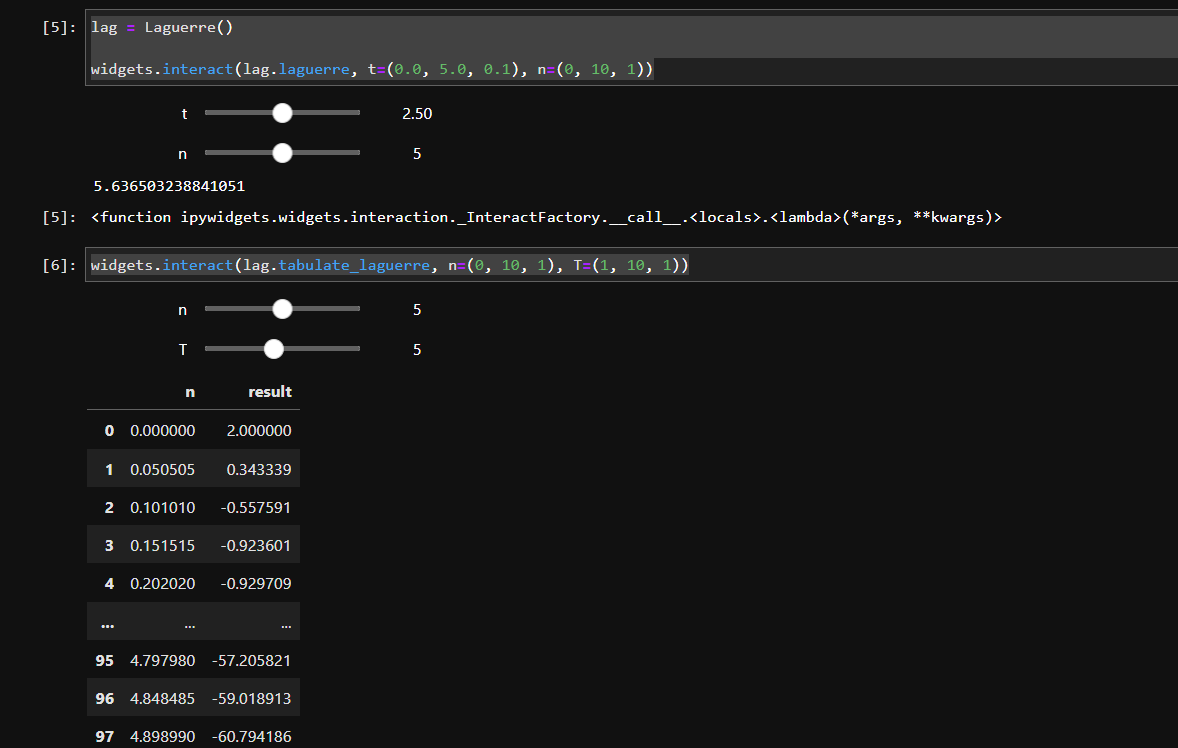 [5]: lag = Laguerre()
widgets.interact(lag.laguerre, t=(0.0, 5.0, 0.1), n=(0, 10, 1))
t 2.50
n 5
5.636503238841051
[5]: <function ipywidgets.widgets.interaction._InteractFactory.__call__.<locals>.<lambda>(*args, **kwargs)>
[6]: widgets.interact(lag.tabulate_laguerre, n=(0, 10, 1), T=(1, 10, 1))
n 5
T 5
n result
0 0.000000 2.000000
1 0.050505 0.343339
2 0.101010 -0.557591
3 0.151515 -0.923601
4 0.202020 -0.929709
... ... ...
95 4.797980 -57.205821
96 4.848485 -59.018913
97 4.898990 -60.794186